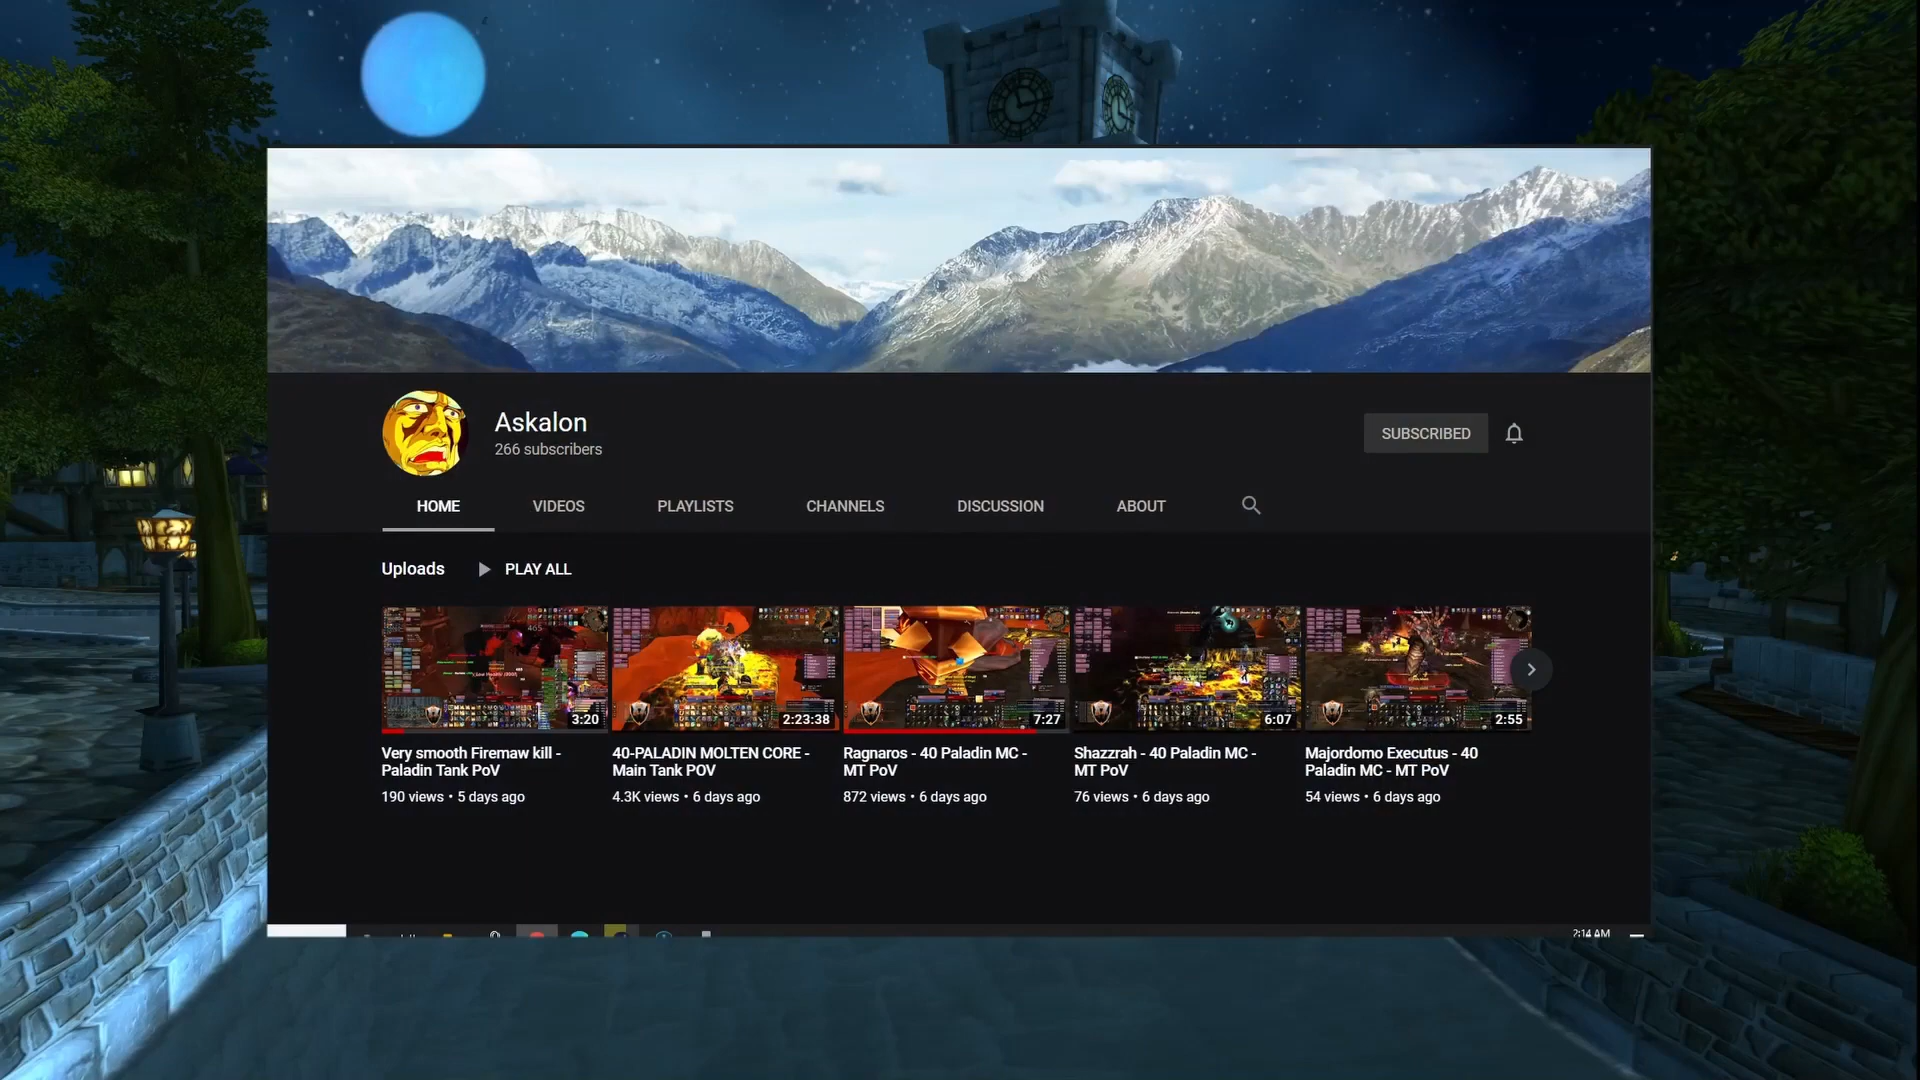 Askalon
266 subscribers
SUBSCRIBED
HOME VIDEOS PLAYLISTS CHANNELS DISCUSSION ABOUT
Uploads PLAY ALL
3:20 2:23:38 7:27 6:07 2:55
Very smooth Firemaw kill -
Paladin Tank PoV
190 views • 5 days ago
40-PALADIN MOLTEN CORE -
Main Tank POV
4.3K views • 6 days ago
Ragnaros - 40 Paladin MC -
MT PoV
872 views • 6 days ago
Shazzrah - 40 Paladin MC -
MT PoV
76 views • 6 days ago
Majordomo Executus - 40
Paladin MC - MT PoV
54 views • 6 days ago
2:14 AM